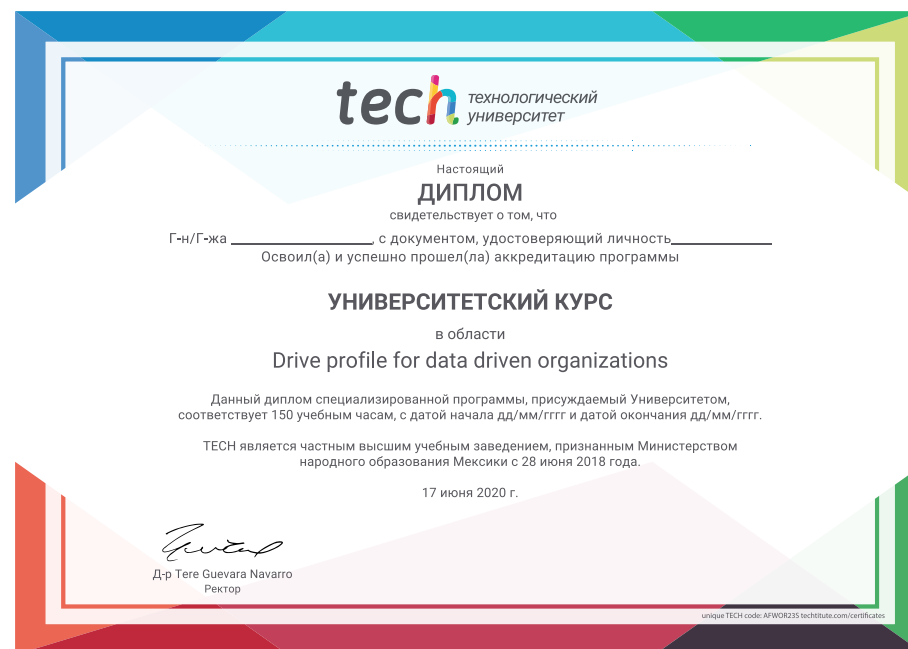 tech технологический
университет
Настоящий
ДИПЛОМ
свидетельствует о том, что
Г-н/Г-жа ____________________, с документом, удостоверяющий личность______________
Освоил(а) и успешно прошел(ла) аккредитацию программы
УНИВЕРСИТЕТСКИЙ КУРС
в области
Drive profile for data driven organizations
Данный диплом специализированной программы, присуждаемый Университетом,
соответствует 150 учебным часам, с датой начала дд/мм/гггг и датой окончания дд/мм/гггг.
TECH является частным высшим учебным заведением, признанным Министерством
народного образования Мексики с 28 июня 2018 года.
17 июня 2020 г.
Д-р Tere Guevara Navarro
Ректор
unique TECH code: AFWOR23S techtitute.com/certificates